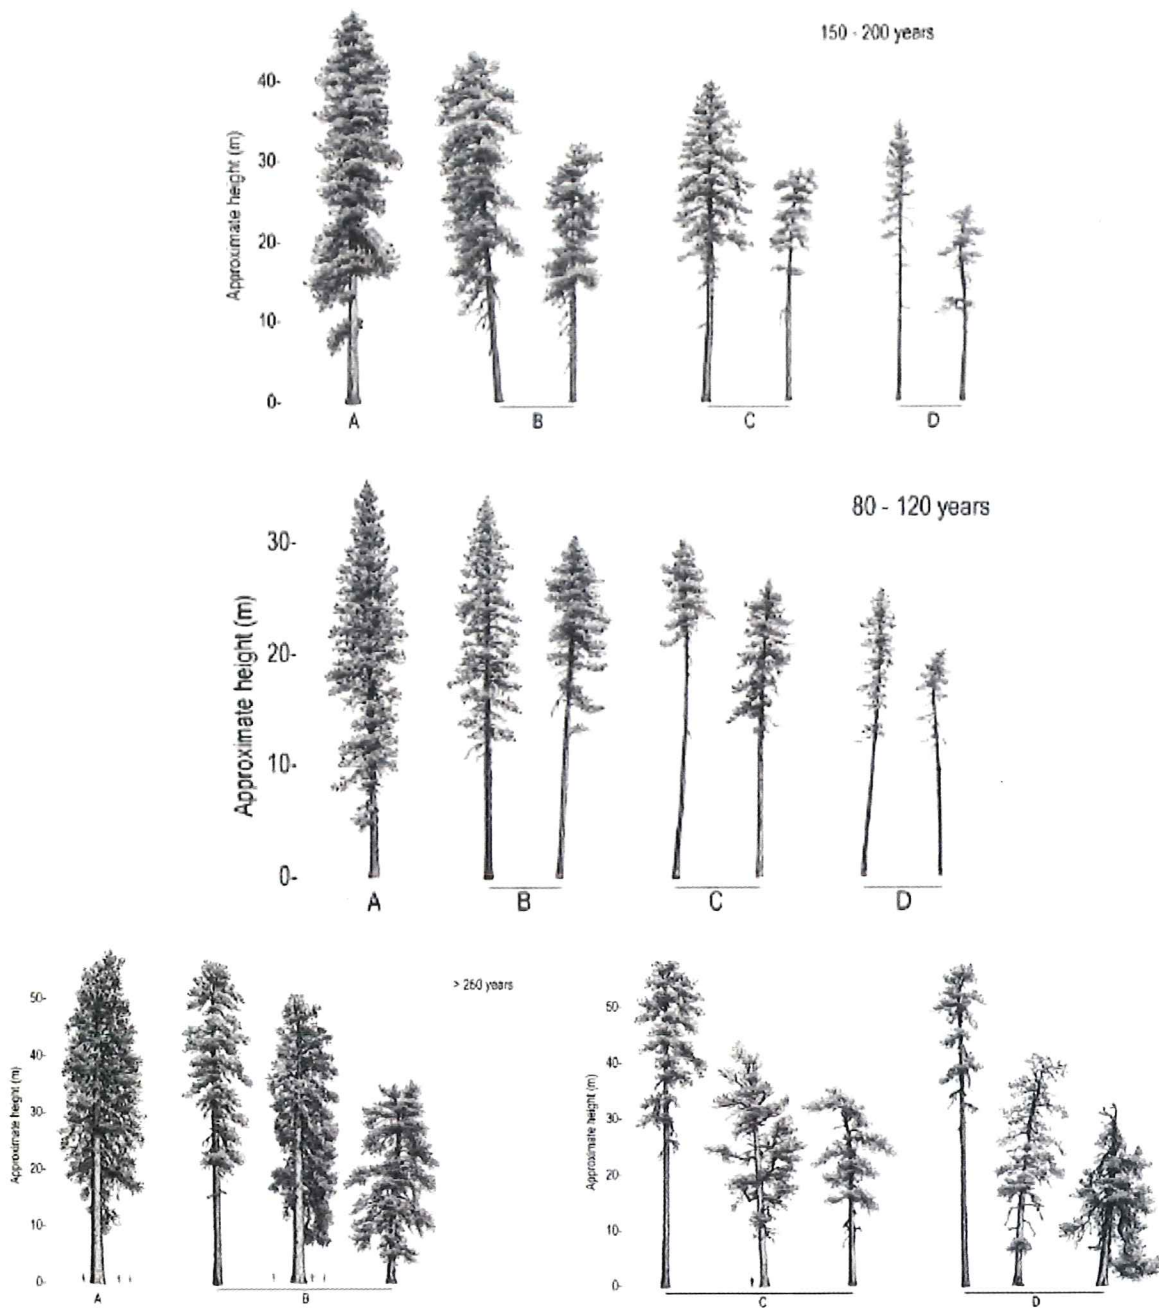 150 - 200 years
Approximate height (m)
40-
30-
20-
10-
0-
A
B
C
D
80 - 120 years
Approximate height (m)
30-
20-
10-
0-
A
B
C
D
> 260 years
Approximate height (m)
50-
40-
30-
20-
10-
0-
A
B
Approximate height (m)
50-
40-
30-
20-
10-
0-
C
D